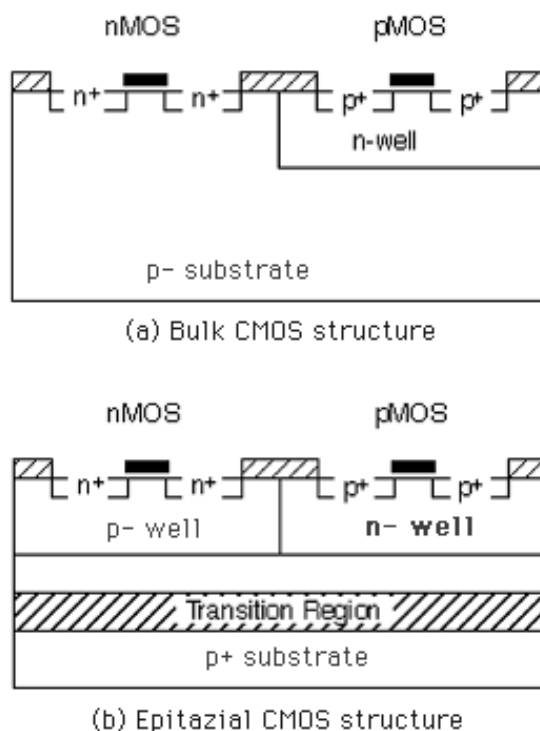 nMOS pMOS
n+ n+ p+ p+
n-well
p- substrate
(a) Bulk CMOS structure
nMOS pMOS
n+ n+ p+ p+
p- well n- well
Transition Region
p+ substrate
(b) Epitazial CMOS structure